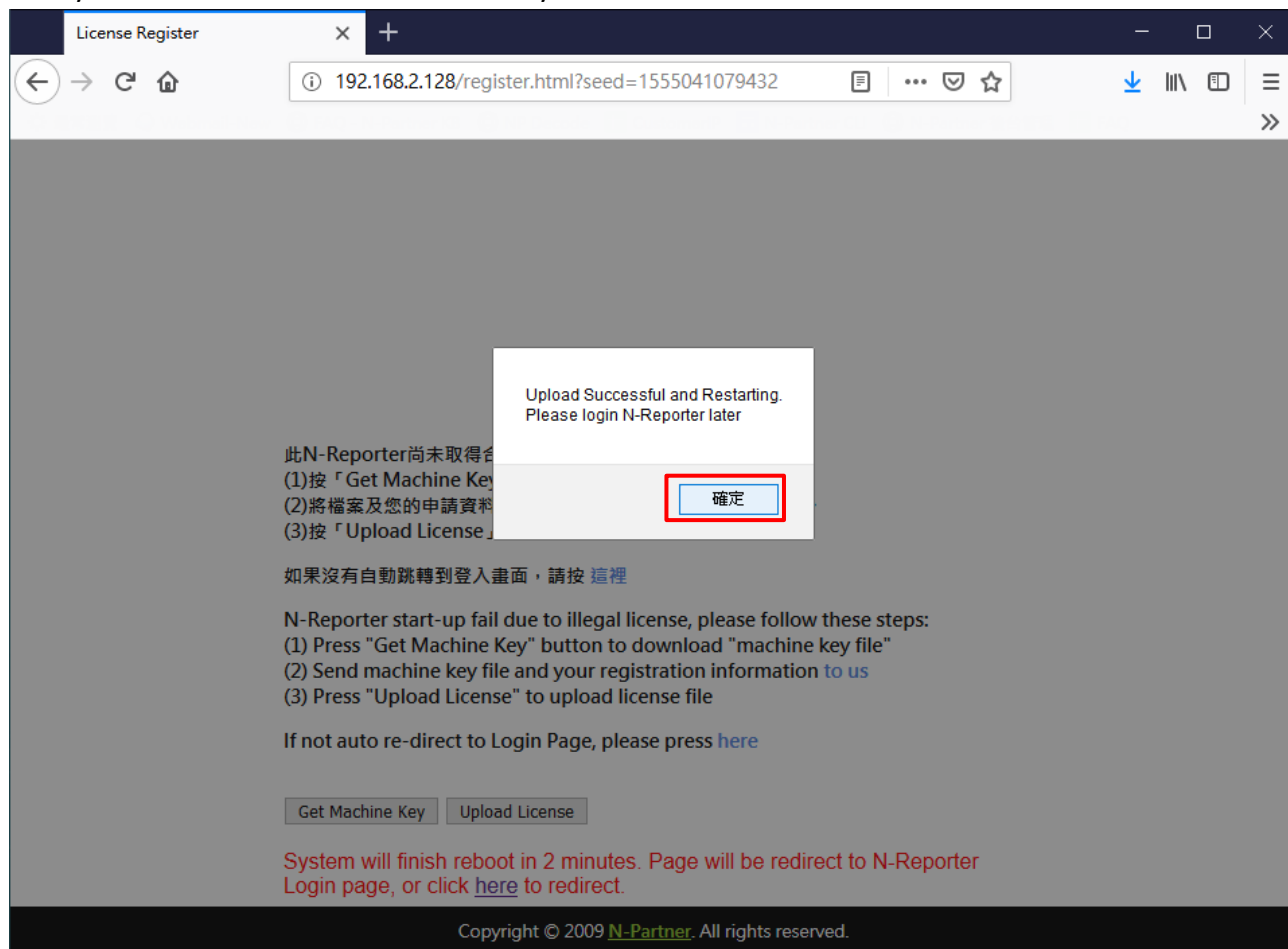 License Register
192.168.2.128/register.html?seed=1555041079432
Upload Successful and Restarting.
Please login N-Reporter later
確定
此N-Reporter尚未取得合
(1)按「Get Machine Key
(2)將檔案及您的申請資料
(3)按「Upload License」
如果沒有自動跳轉到登入畫面，請按 這裡
N-Reporter start-up fail due to illegal license, please follow these steps:
(1) Press "Get Machine Key" button to download "machine key file"
(2) Send machine key file and your registration information to us
(3) Press "Upload License" to upload license file
If not auto re-direct to Login Page, please press here
Get Machine Key Upload License
System will finish reboot in 2 minutes. Page will be redirect to N-Reporter
Login page, or click here to redirect.
Copyright © 2009 N-Partner. All rights reserved.